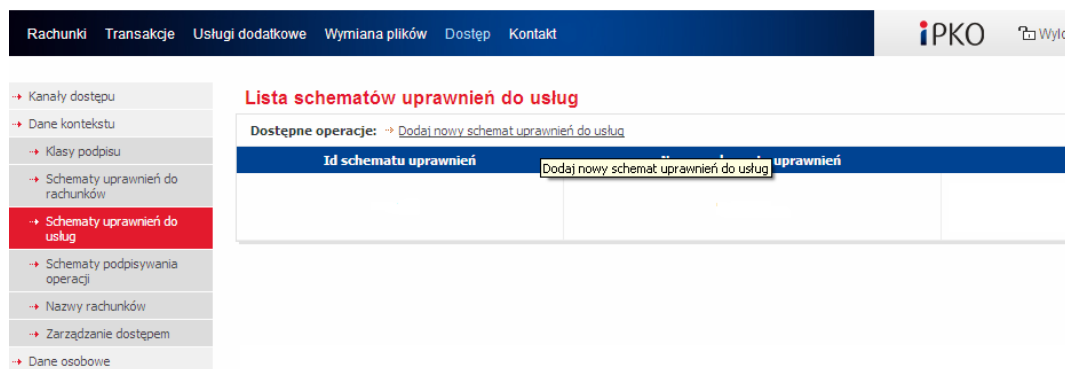 Rachunki Transakcje Usługi dodatkowe Wymiana plików Dostęp Kontakt iPKO
Kanały dostępu
Dane kontekstu
Klasy podpisu
Schematy uprawnień do
rachunków
Schematy uprawnień do
usług
Schematy podpisywania
operacji
Nazwy rachunków
Zarządzanie dostępem
Dane osobowe
Lista schematów uprawnień do usług
Dostępne operacje: Dodaj nowy schemat uprawnień do usług
Id schematu uprawnień uprawnień
Dodaj nowy schemat uprawnień do usług